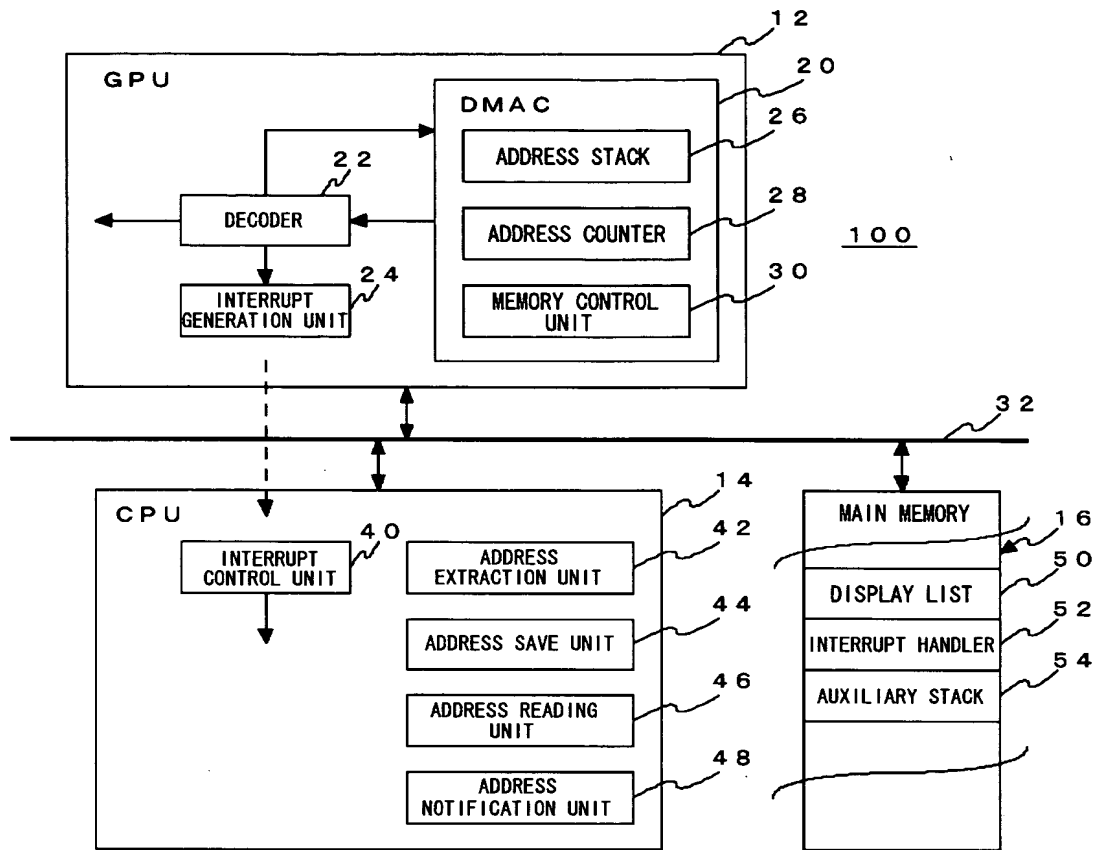 12
GPU
20
DMAC
26
ADDRESS STACK
22
28
DECODER
ADDRESS COUNTER
100
24
30
INTERRUPT
GENERATION UNIT
MEMORY CONTROL
UNIT
32
14
CPU
MAIN MEMORY
40
42
16
INTERRUPT
CONTROL UNIT
ADDRESS
EXTRACTION UNIT
50
DISPLAY LIST
44
52
ADDRESS SAVE UNIT
INTERRUPT HANDLER
46
54
ADDRESS READING
UNIT
AUXILIARY STACK
48
ADDRESS
NOTIFICATION UNIT